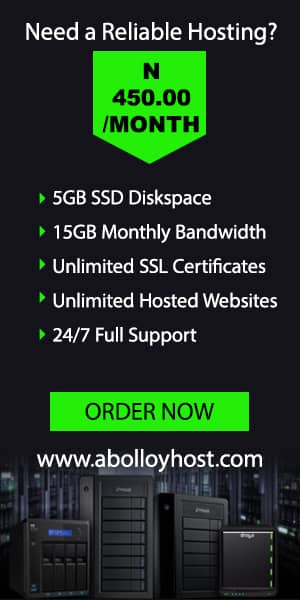 Need a Reliable Hosting?
N
450.00
/MONTH
5GB SSD Diskspace
15GB Monthly Bandwidth
Unlimited SSL Certificates
Unlimited Hosted Websites
24/7 Full Support
ORDER NOW
www.abolloyhost.com